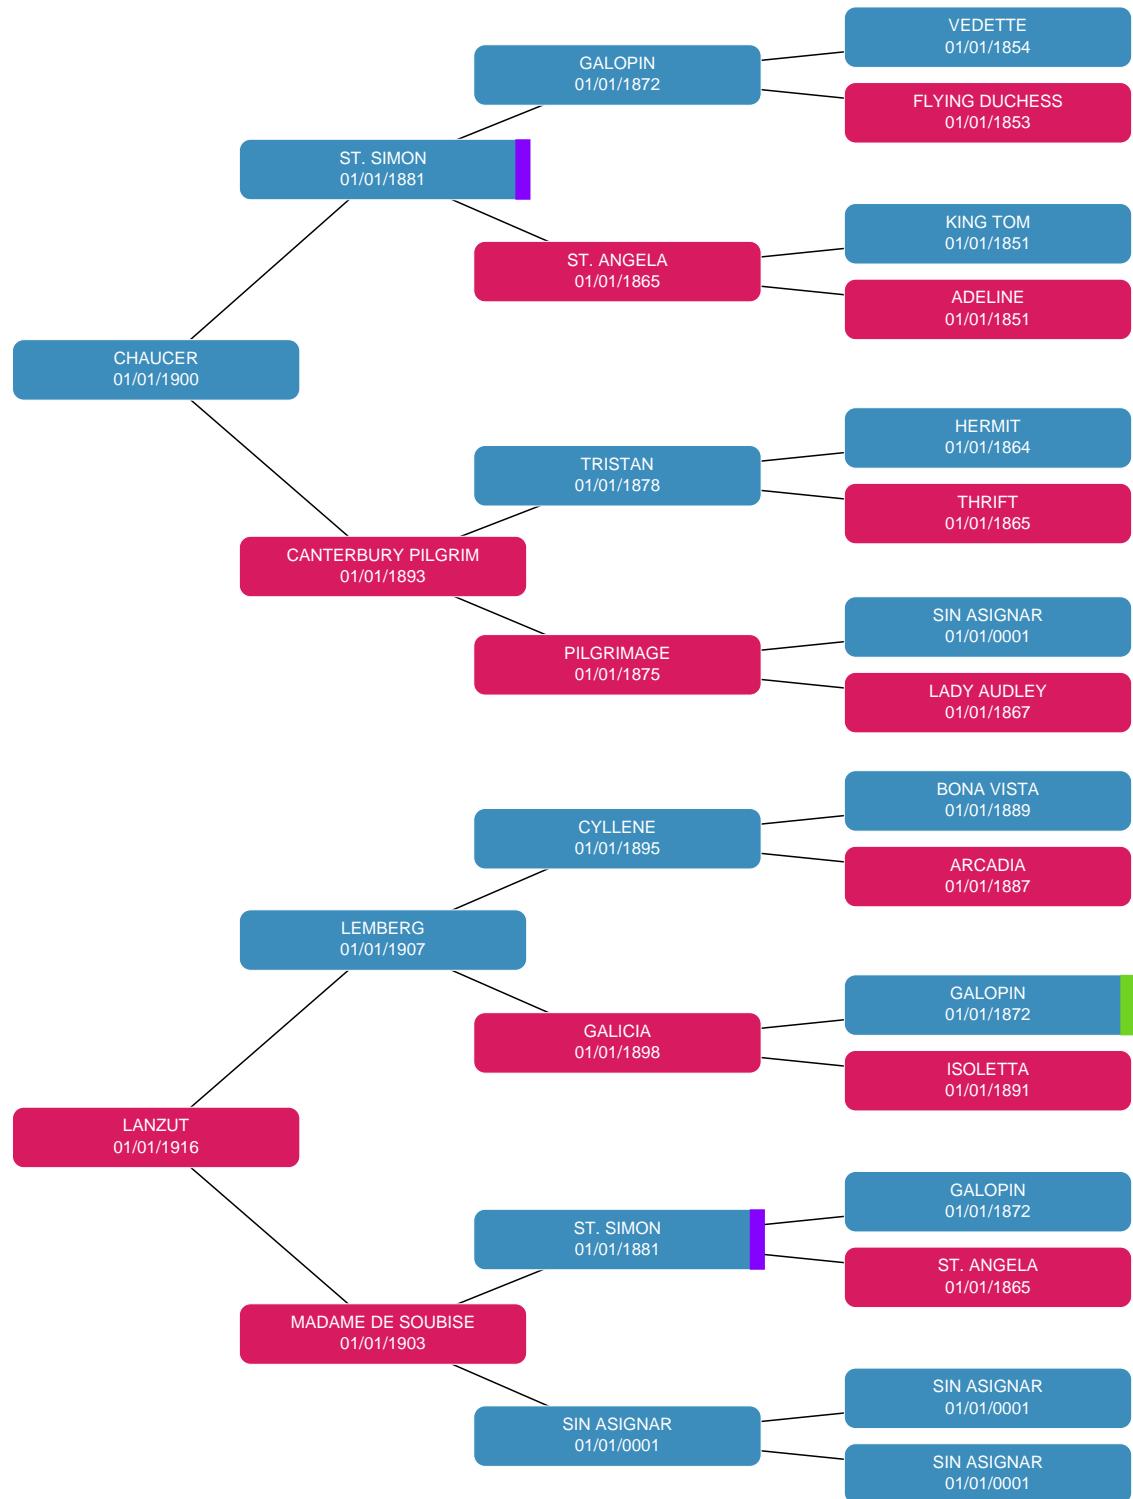 VEDETTE
01/01/1854
GALOPIN
01/01/1872
FLYING DUCHESS
01/01/1853
ST. SIMON
01/01/1881
KING TOM
01/01/1851
ST. ANGELA
01/01/1865
ADELINE
01/01/1851
CHAUCER
01/01/1900
HERMIT
01/01/1864
TRISTAN
01/01/1878
THRIFT
01/01/1865
CANTERBURY PILGRIM
01/01/1893
SIN ASIGNAR
01/01/0001
PILGRIMAGE
01/01/1875
LADY AUDLEY
01/01/1867
BONA VISTA
01/01/1889
CYLLENE
01/01/1895
ARCADIA
01/01/1887
LEMBERG
01/01/1907
GALOPIN
01/01/1872
GALICIA
01/01/1898
ISOLETTA
01/01/1891
LANZUT
01/01/1916
GALOPIN
01/01/1872
ST. SIMON
01/01/1881
ST. ANGELA
01/01/1865
MADAME DE SOUBISE
01/01/1903
SIN ASIGNAR
01/01/0001
SIN ASIGNAR
01/01/0001
SIN ASIGNAR
01/01/0001